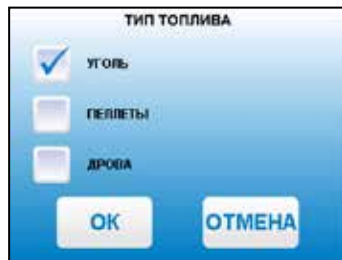 ТИП ТОПЛИВА
УГОЛЬ
ПЕЛЛЕТЫ
ДРОВА
ОК
ОТМЕНА